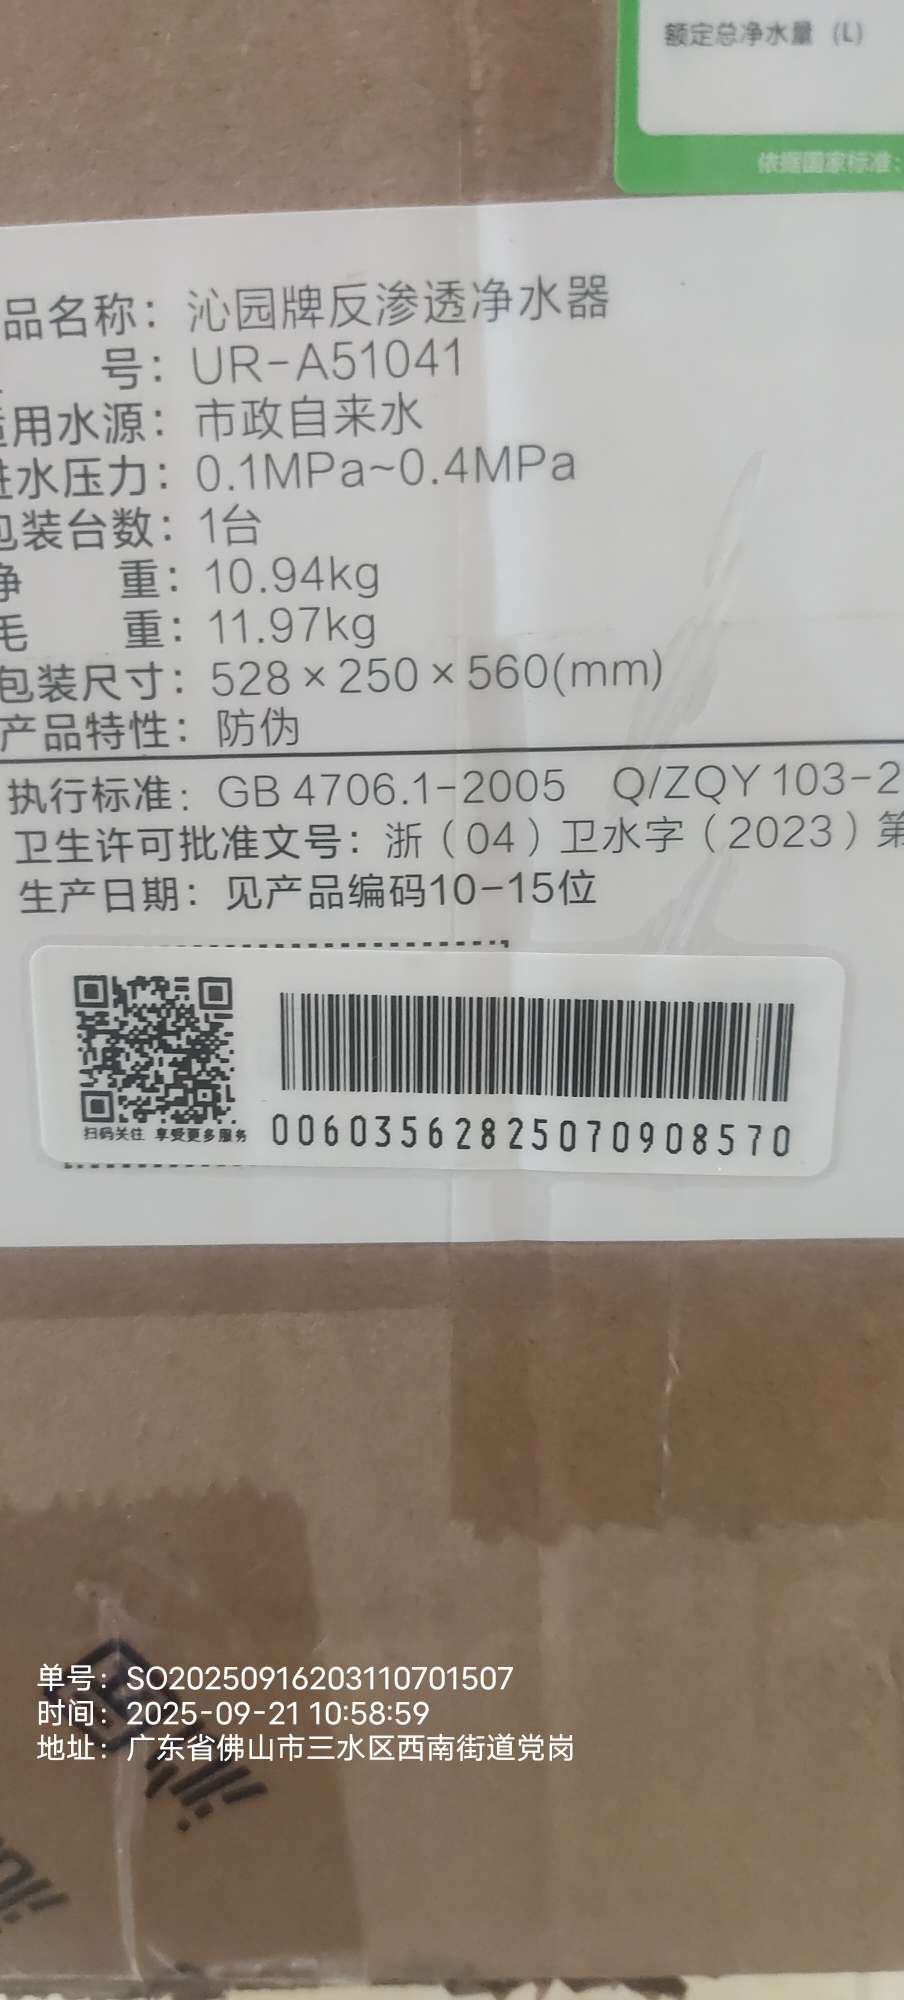 额定总净水量 (L)
依据国家标准:
品名称：沁园牌反渗透净水器
号：UR-A51041
适用水源：市政自来水
进水压力：0.1MPa~0.4MPa
包装台数：1台
净 重：10.94kg
毛 重：11.97kg
包装尺寸：528×250×560(mm)
产品特性：防伪
执行标准：GB 4706.1-2005 Q/ZQY 103-2
卫生许可批准文号：浙（04）卫水字（2023）第
生产日期：见产品编码10-15位
扫码关注 享受更多服务
00603562825070908570
单号：SO20250916203110701507
时间：2025-09-21 10:58:59
地址：广东省佛山市三水区西南街道党岗